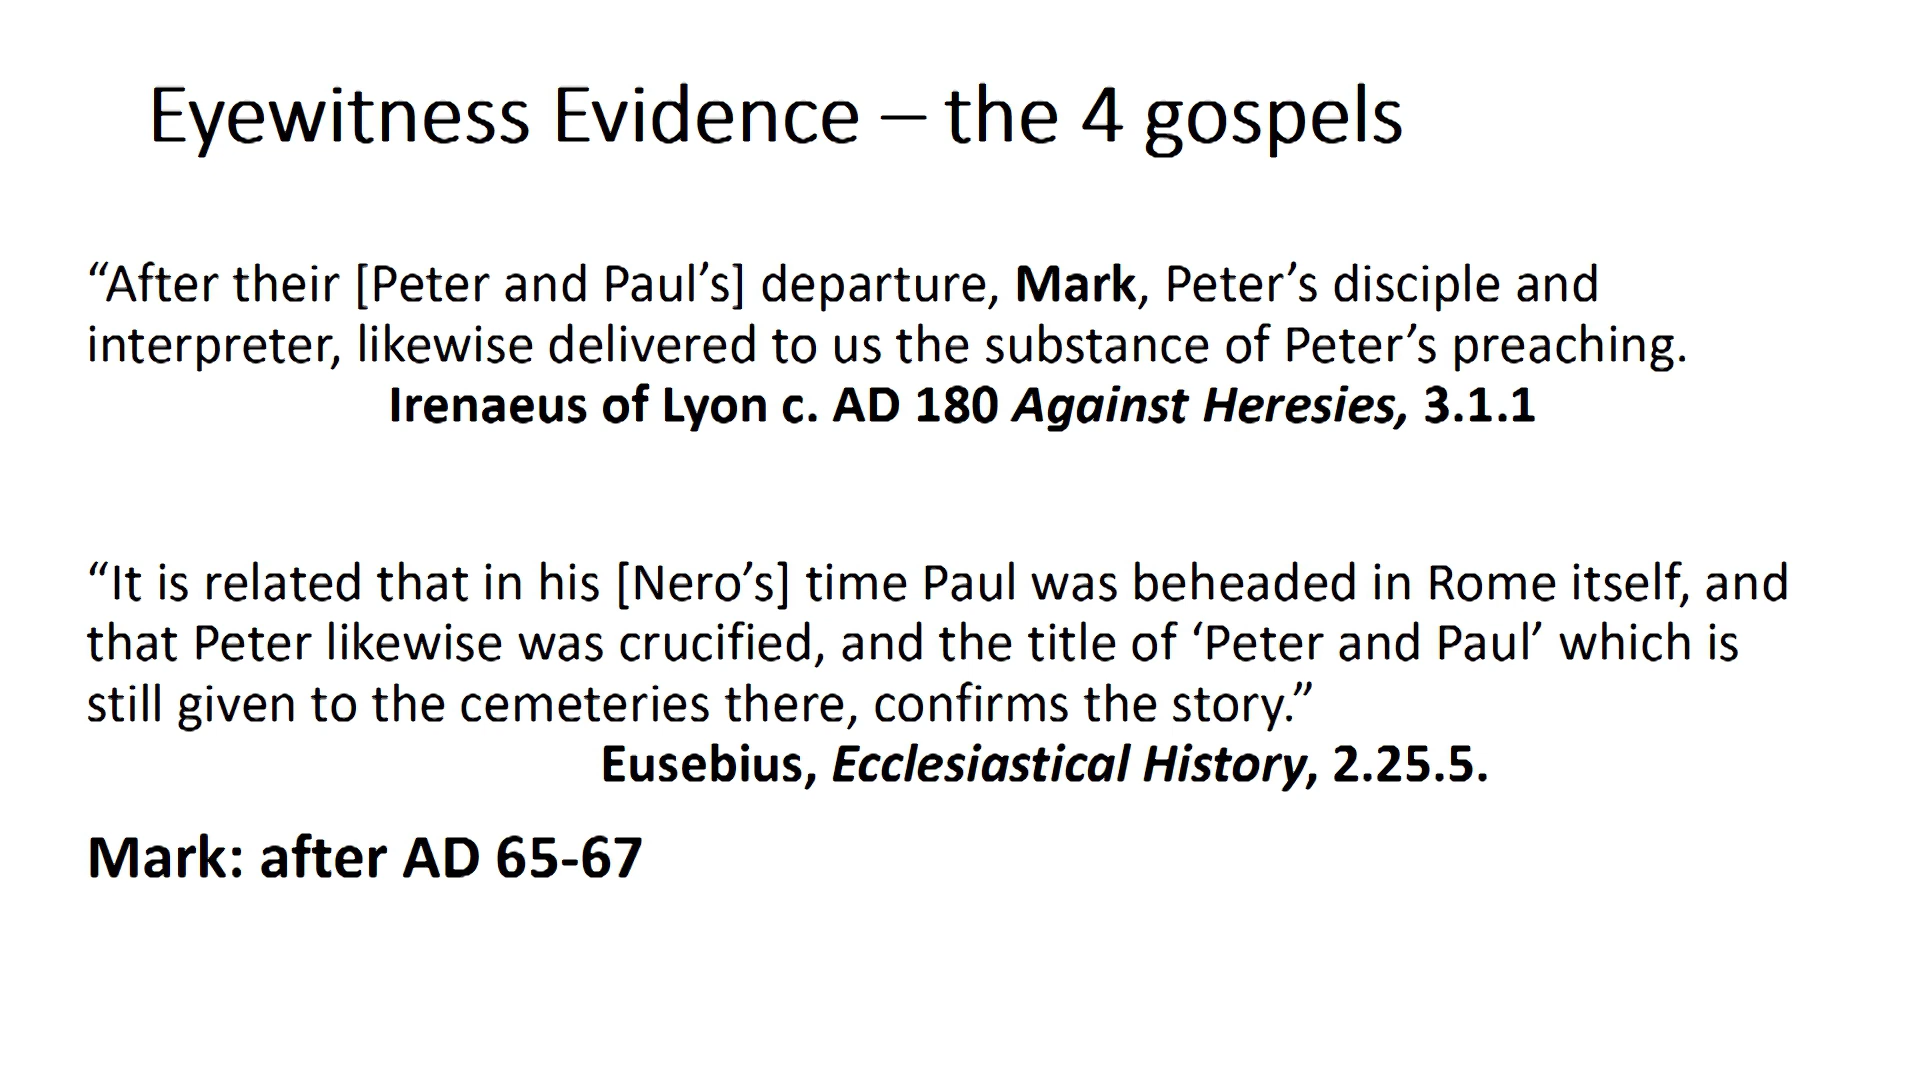 Eyewitness Evidence – the 4 gospels
“After their [Peter and Paul’s] departure, Mark, Peter’s disciple and
interpreter, likewise delivered to us the substance of Peter’s preaching.
Irenaeus of Lyon c. AD 180 Against Heresies, 3.1.1
“It is related that in his [Nero’s] time Paul was beheaded in Rome itself, and
that Peter likewise was crucified, and the title of ‘Peter and Paul’ which is
still given to the cemeteries there, confirms the story.”
Eusebius, Ecclesiastical History, 2.25.5.
Mark: after AD 65-67